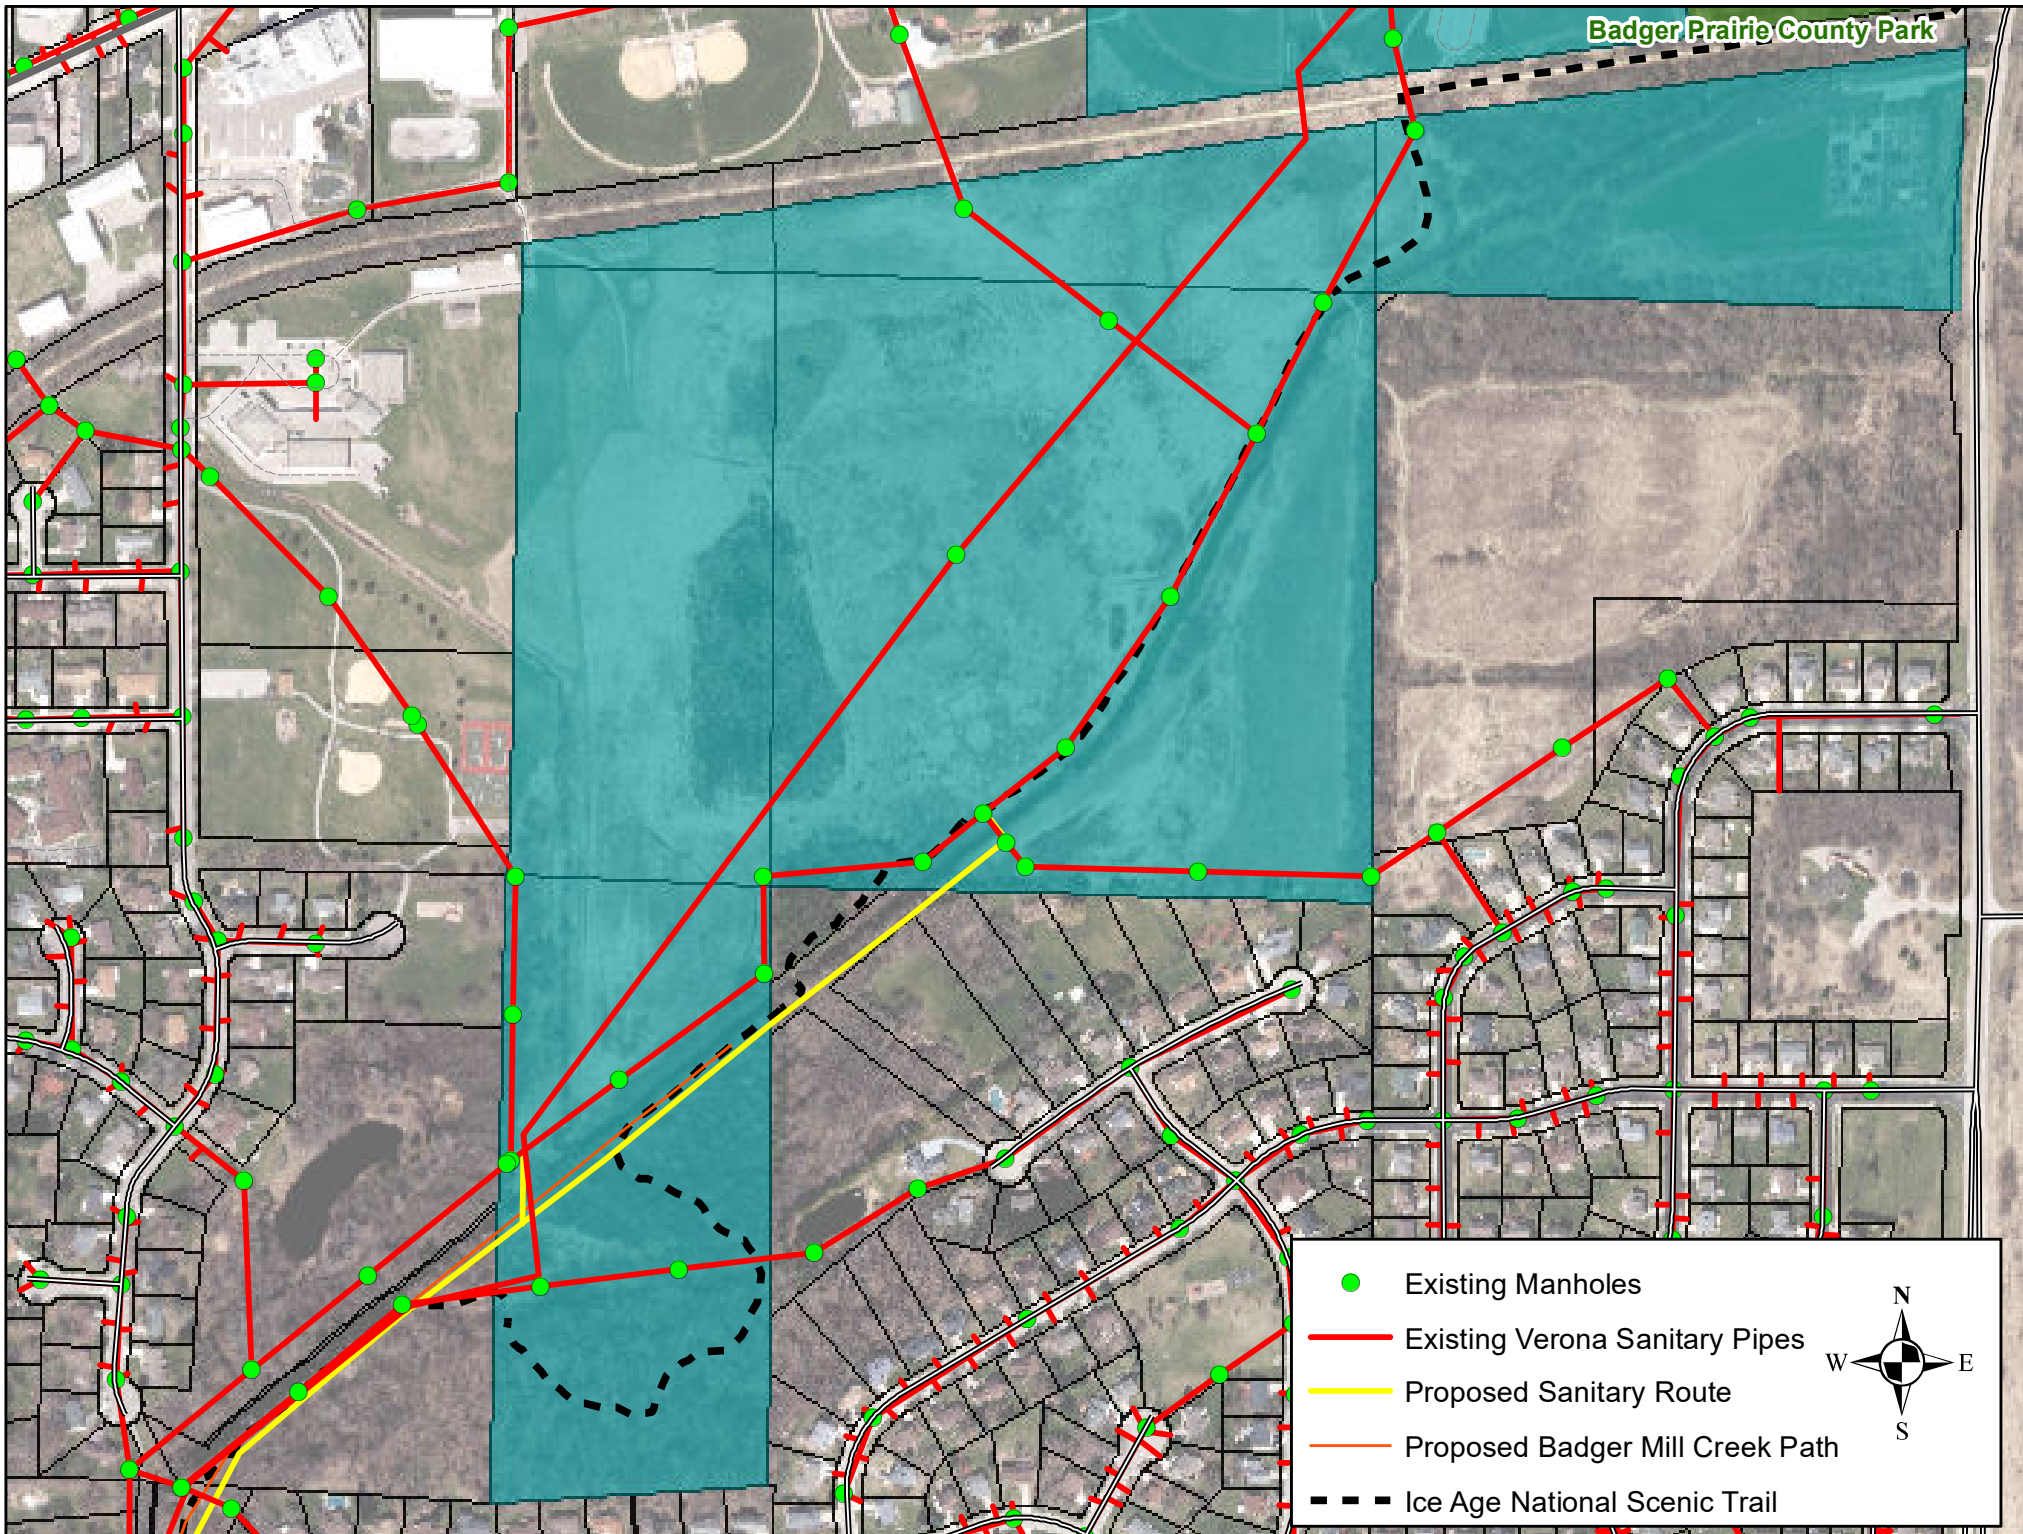 Badger Prairie County Park
Existing Manholes
Existing Verona Sanitary Pipes
Proposed Sanitary Route
Proposed Badger Mill Creek Path
Ice Age National Scenic Trail
N
W E
S